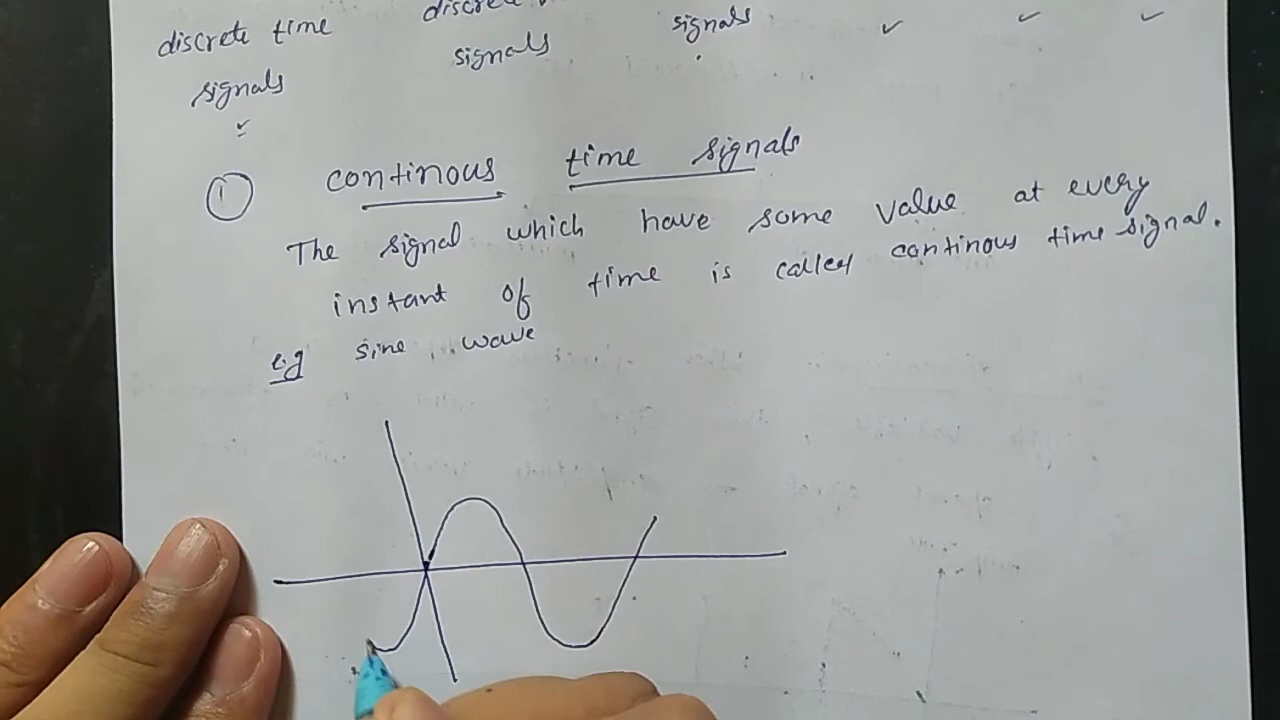 discrete time discrete signals
signals signals
① continous time signals
The signal which have some value at every
instant of time is called continous time signal.
e.g sine wave